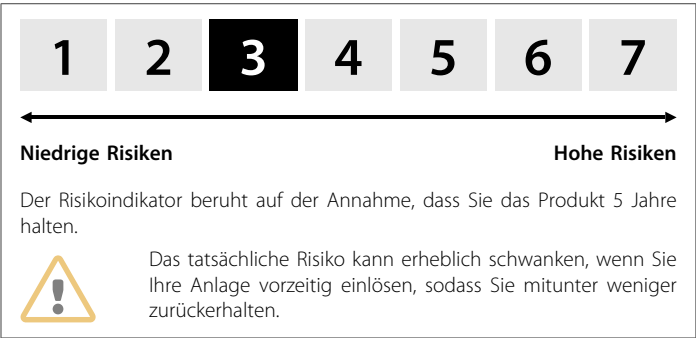 1 2 3 4 5 6 7
Niedrige Risiken Hohe Risiken
Der Risikoindikator beruht auf der Annahme, dass Sie das Produkt 5 Jahre
halten.
Das tatsächliche Risiko kann erheblich schwanken, wenn Sie
Ihre Anlage vorzeitig einlösen, sodass Sie mitunter weniger
zurückerhalten.